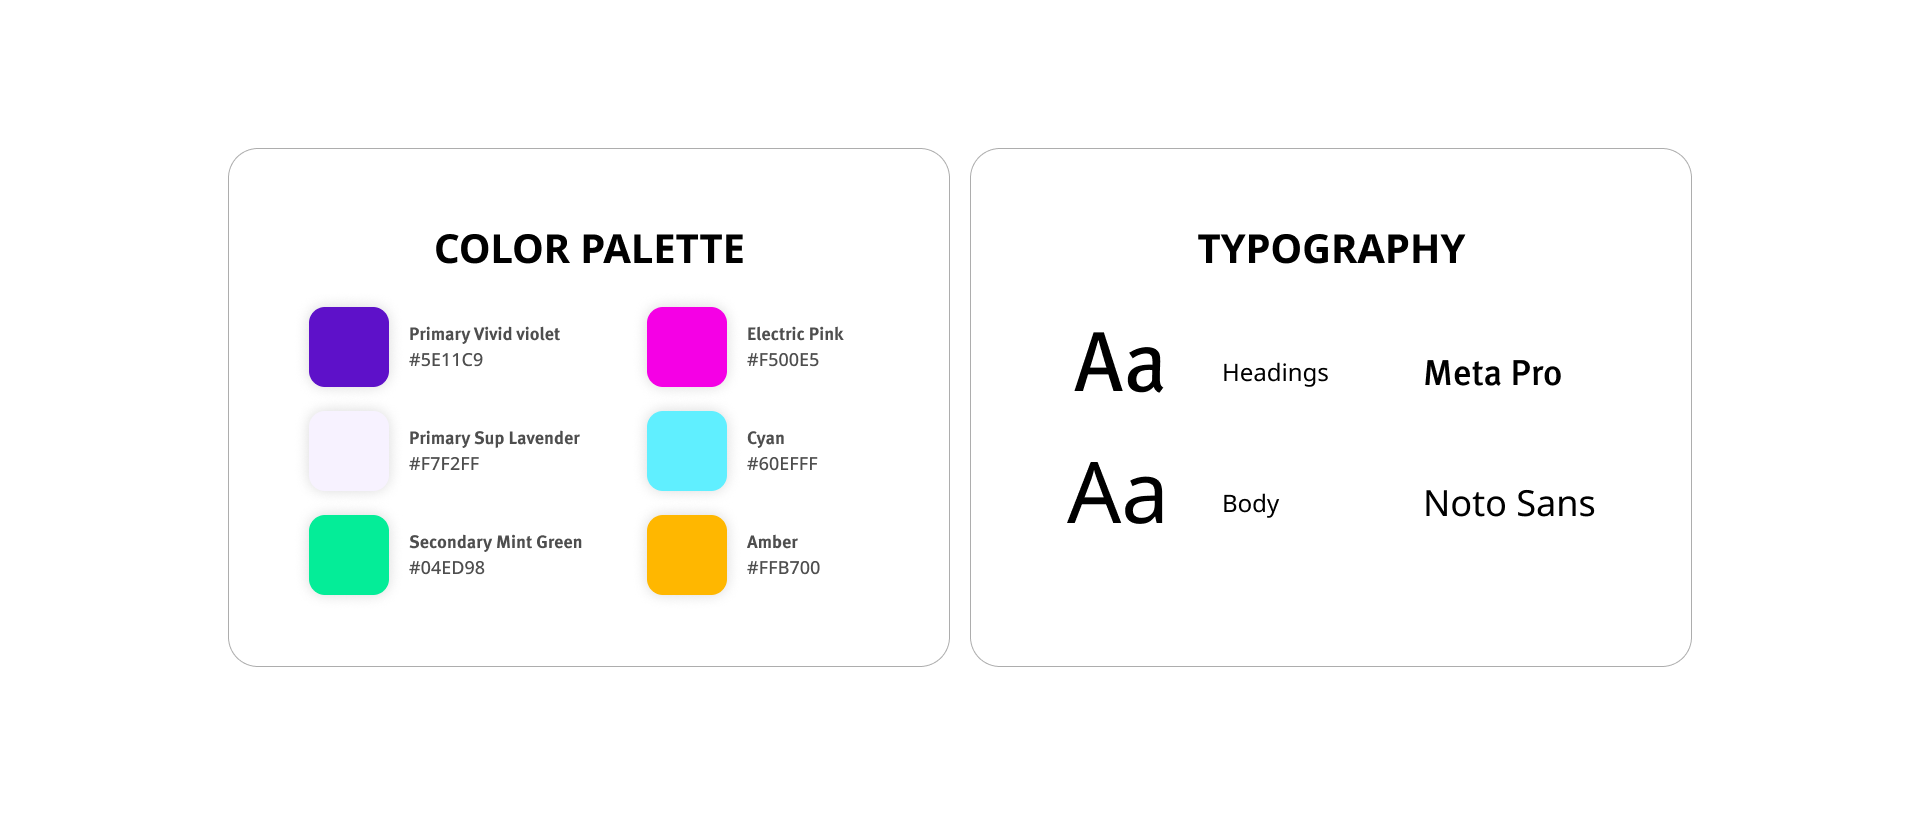 COLOR PALETTE
Primary Vivid violet
#5E11C9
Electric Pink
#F500E5
Primary Sup Lavender
#F7F2FF
Cyan
#60EFFF
Secondary Mint Green
#04ED98
Amber
#FFB700
TYPOGRAPHY
Aa
Headings
Meta Pro
Aa
Body
Noto Sans